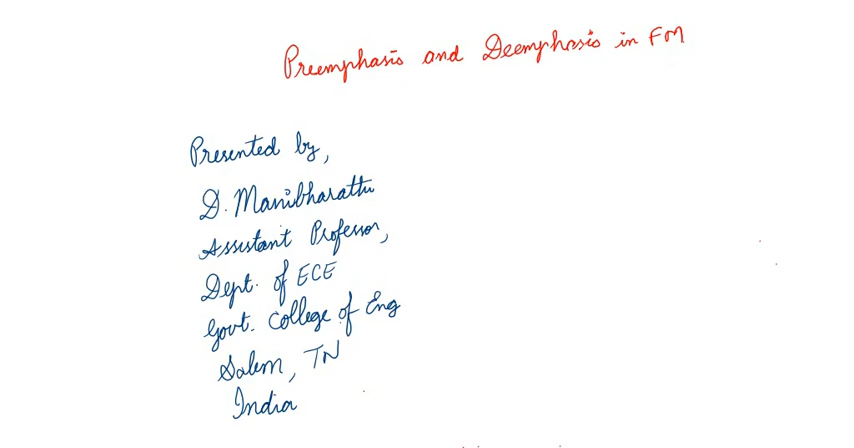 Preemphasis and Deemphasis in FM
Presented by,
D. Manibharathi
Assistant Professor,
Dept. of ECE
Govt. College of Eng
Salem, TN
India